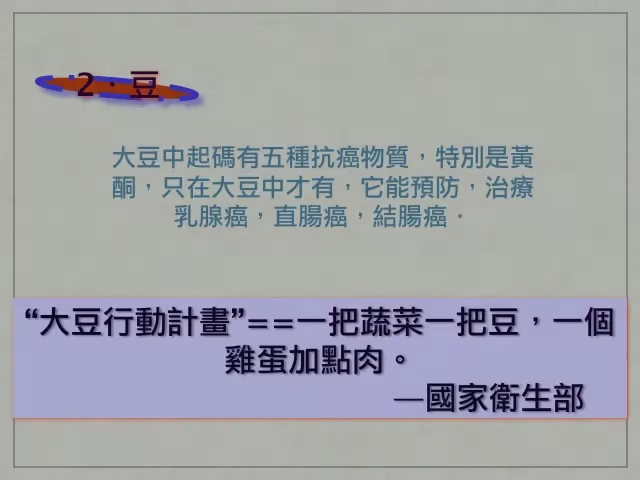 2．豆
大豆中起碼有五種抗癌物質，特別是黃
酮，只在大豆中才有，它能預防，治療
乳腺癌，直腸癌，結腸癌．
“大豆行動計畫”==一把蔬菜一把豆，一個
雞蛋加點肉。
—國家衛生部